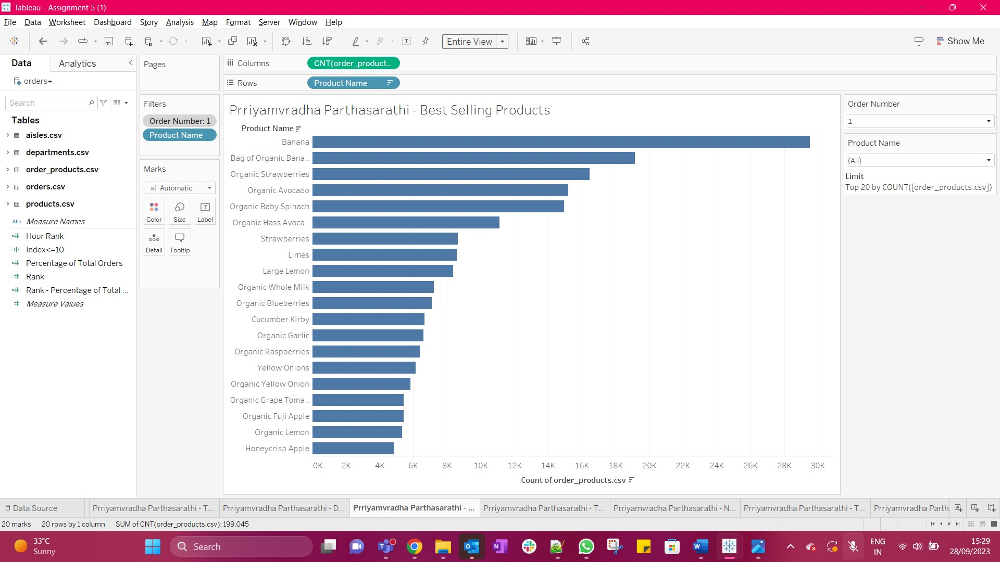 Tableau - Assignment 5 (1)
File Data Worksheet Dashboard Story Analysis Map Format Server Window Help
Entire View
Show Me
Data Analytics
orders+
Search
Tables
aisles.csv
departments.csv
order_products.csv
orders.csv
products.csv
Abc Measure Names
Hour Rank
=T|F Index<=10
Percentage of Total Orders
Rank
Rank - Percentage of Total ...
Measure Values
Pages
Filters
Order Number: 1
Product Name
Marks
Automatic
Color Size Label
Detail Tooltip
Columns CNT(order_product..
Rows Product Name
Prriyamvradha Parthasarathi - Best Selling Products
Product Name
Banana
Bag of Organic Bana..
Organic Strawberries
Organic Avocado
Organic Baby Spinach
Organic Hass Avoca..
Strawberries
Limes
Large Lemon
Organic Whole Milk
Organic Blueberries
Cucumber Kirby
Organic Garlic
Organic Raspberries
Yellow Onions
Organic Yellow Onion
Organic Grape Toma..
Organic Fuji Apple
Organic Lemon
Honeycrisp Apple
0K 2K 4K 6K 8K 10K 12K 14K 16K 18K 20K 22K 24K 26K 28K 30K
Count of order_products.csv
Order Number
1
Product Name
(All)
Limit
Top 20 by COUNT([order_products.csv])
Data Source Prriyamvradha Parthasarathi - T... Prriyamvradha Parthasarathi - D... Prriyamvradha Parthasarathi - ... Prriyamvradha Parthasarathi - T... Prriyamvradha Parthasarathi - N... Prriyamvradha Parthasarathi - T... Prriyamvradha Parth
20 marks 20 rows by 1 column SUM of CNT(order_products.csv): 199,045
33°C
Sunny
Search
ENG
IN
15:29
28/09/2023